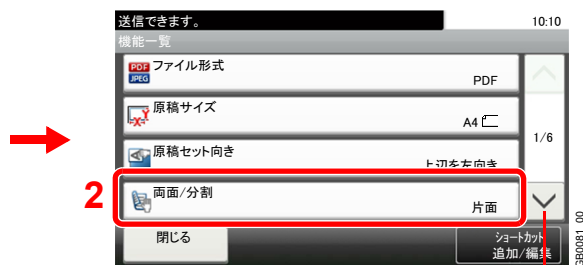 送信できます。 10:10
機能一覧
PDF JPEG ファイル形式
PDF
-X-Y 原稿サイズ
A4
1/6
原稿セット向き
上辺を左向き
2 両面/分割
片面
閉じる
ショートカット
追加/編集
GB0081_00